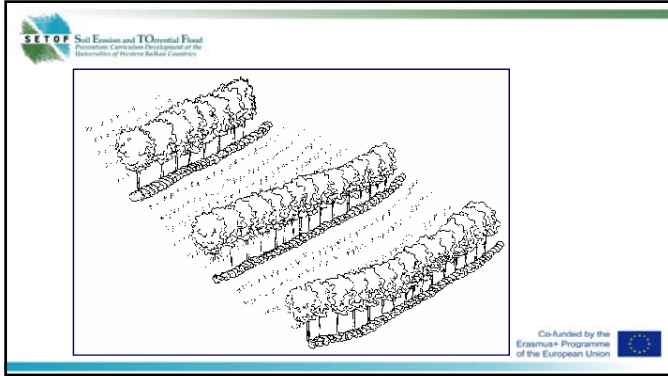 SETOF
Soil Erosion and TOrrential Flood
Prevention: Curriculum Development at the
Universities of Western Balkan Countries
Co-funded by the
Erasmus+ Programme
of the European Union